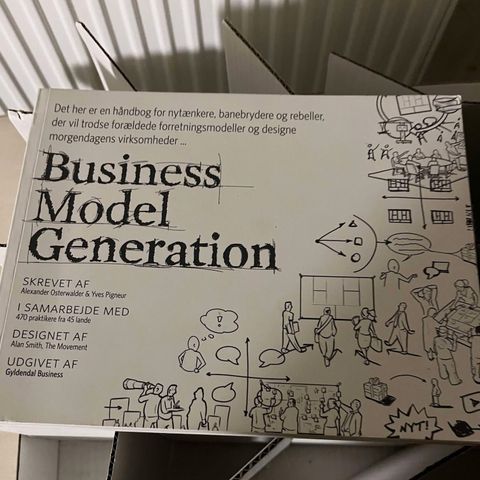 Det her er en håndbog for nytænkere, banebrydere og rebeller,
der vil trodse forældede forretningsmodeller og designe
morgendagens virksomheder ...
Business
Model
Generation
SKREVET AF
Alexander Osterwalder & Yves Pigneur
I SAMARBEJDE MED
470 praktikere fra 45 lande
DESIGNET AF
Alan Smith, The Movement
UDGIVET AF
Gyldendal Business
NYT!